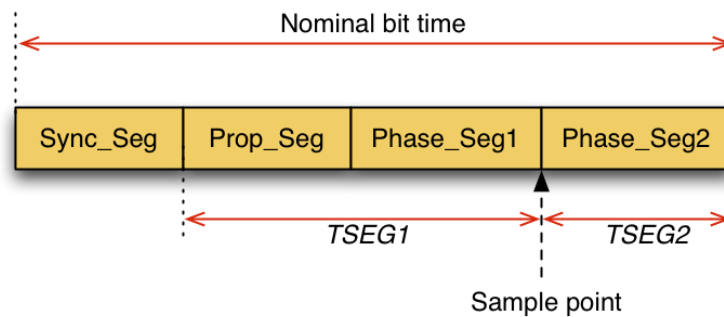 Nominal bit time
Sync_Seg Prop_Seg Phase_Seg1 Phase_Seg2
TSEG1 TSEG2
Sample point